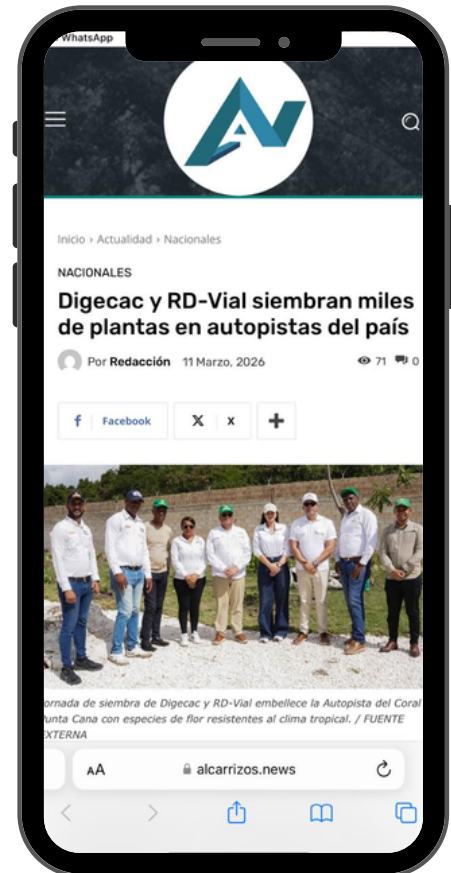 WhatsApp
Inicio › Actualidad › Nacionales
NACIONALES
Digecac y RD-Vial siembran miles
de plantas en autopistas del país
Por Redacción 11 Marzo, 2026 71 0
f Facebook X X +
ornada de siembra de Digecac y RD-Vial embellece la Autopista del Coral
unta Cana con especies de flor resistentes al clima tropical. / FUENTE
XTERNA
AA alcarrizos.news